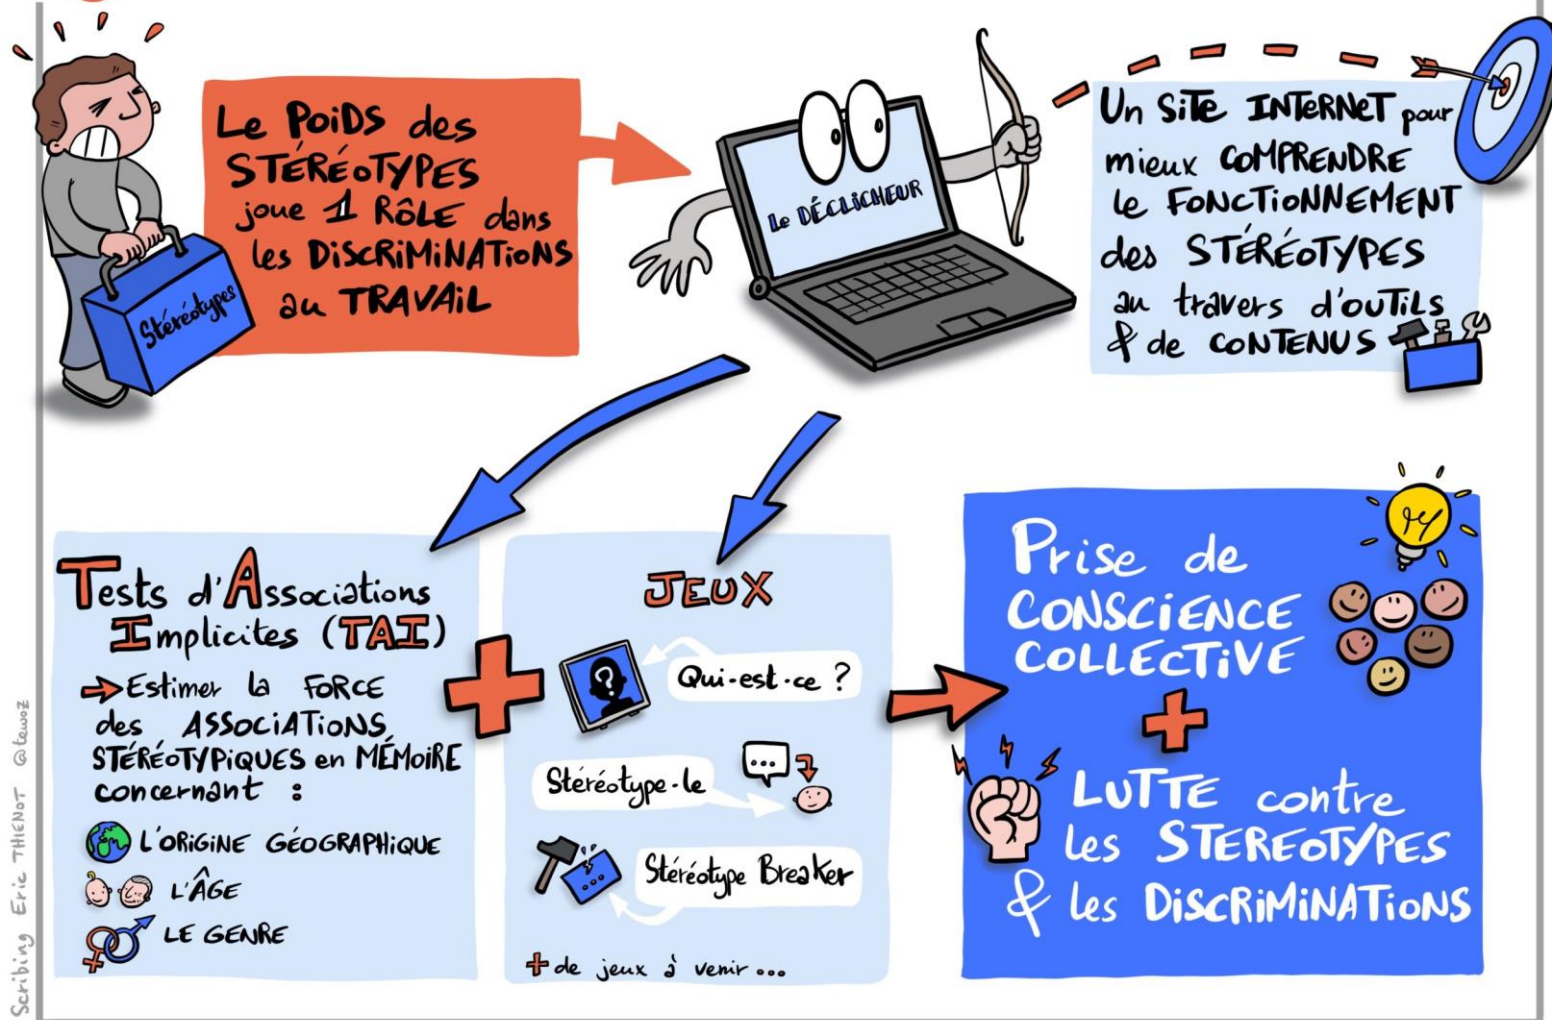 Le POIDS des
STÉRÉOTYPES
joue 1 RÔLE dans
les DISCRIMINATIONS
au TRAVAIL
Stéréotypes
Le DÉCLICHEUR
Un SITE INTERNET pour
mieux COMPRENDRE
le FONCTIONNEMENT
des STÉRÉOTYPES
au travers d'OUTILS
& de CONTENUS
Tests d'Associations
Implicites (TAI)
Estimer la FORCE
des ASSOCIATIONS
STÉRÉOTYPIQUES en MÉMOIRE
concernant :
L'ORIGINE GÉOGRAPHIQUE
L'ÂGE
LE GENRE
JEUX
?
Qui-est-ce ?
...
Stéréotype-le
...
Stéréotype Breaker
+ de jeux à venir ...
Prise de
CONSCIENCE
COLLECTIVE
+
LUTTE contre
les STEREOTYPES
& les DISCRIMINATIONS
Scribing Eric THIENOT @tewoz